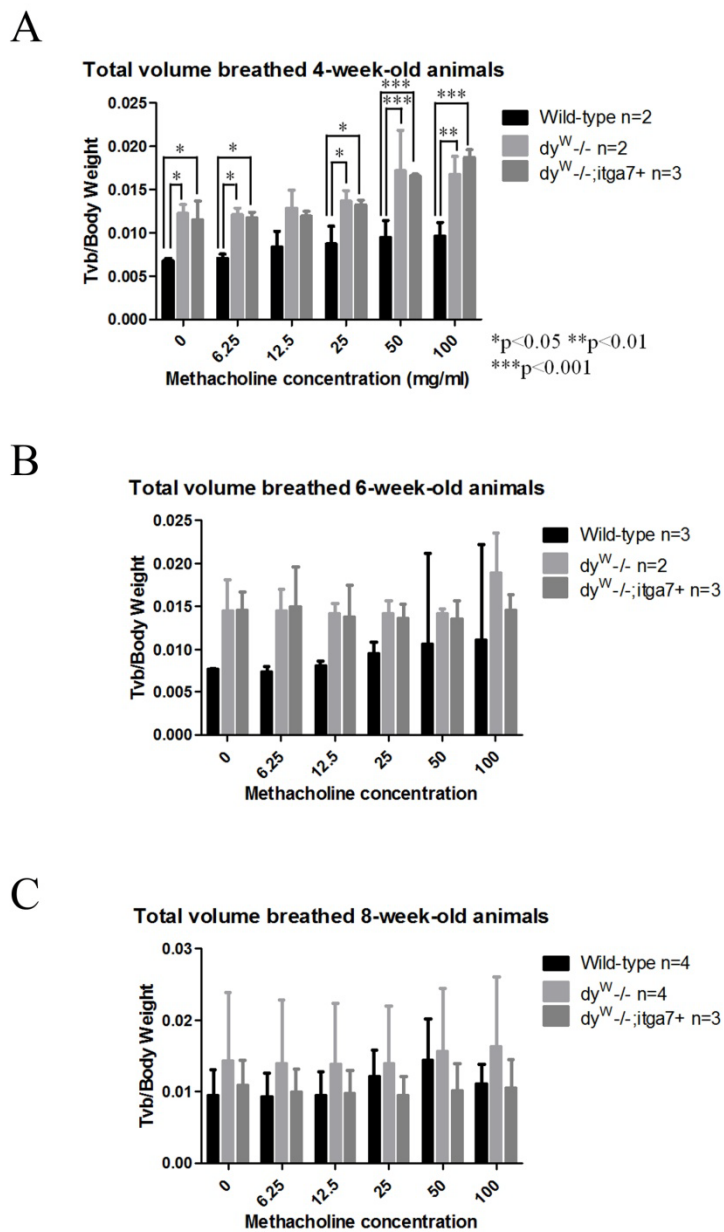 A
Total volume breathed 4-week-old animals
Tvb/Body Weight
0.025
0.020
0.015
0.010
0.005
0.000
* * * * * * *** *** ** ***
0 6.25 12.5 25 50 100
Methacholine concentration (mg/ml)
Wild-type n=2
dyW-/- n=2
dyW-/-;itga7+ n=3
*p<0.05 **p<0.01
***p<0.001
B
Total volume breathed 6-week-old animals
Tvb/Body Weight
0.025
0.020
0.015
0.010
0.005
0.000
0 6.25 12.5 25 50 100
Methacholine concentration
Wild-type n=3
dyW-/- n=2
dyW-/-;itga7+ n=3
C
Total volume breathed 8-week-old animals
Tvb/Body Weight
0.03
0.02
0.01
0.00
0 6.25 12.5 25 50 100
Methacholine concentration
Wild-type n=4
dyW-/- n=4
dyW-/-;itga7+ n=3